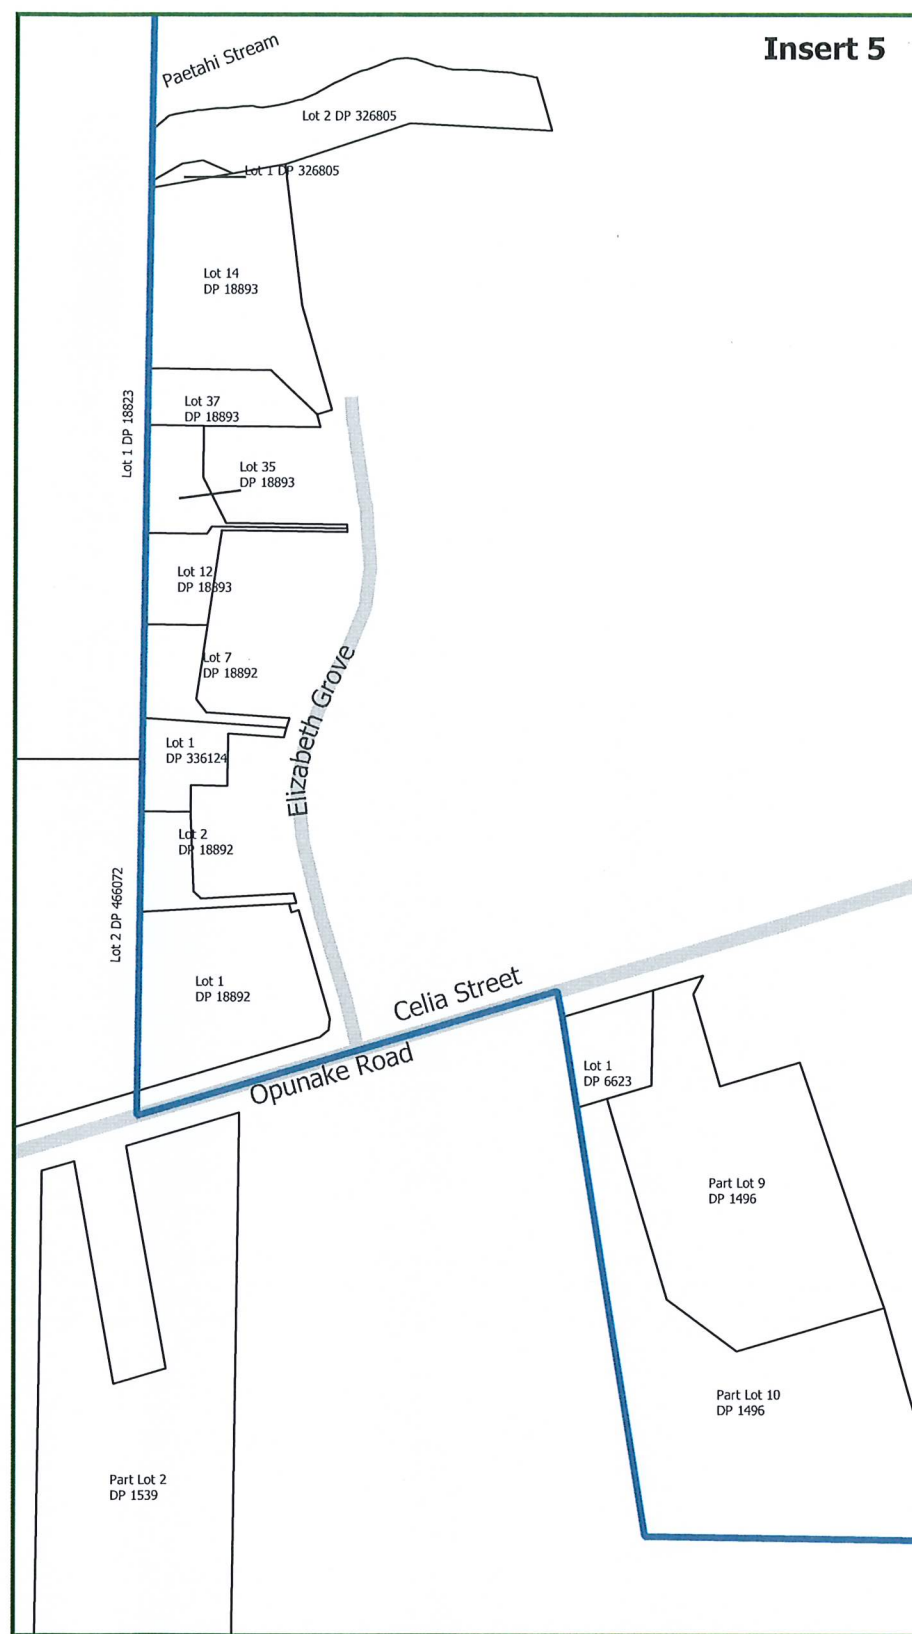 Insert 5
Paetahi Stream
Lot 2 DP 326805
Lot 1 DP 326805
Lot 14
DP 18893
Lot 37
DP 18893
Lot 1 DP 18823
Lot 35
DP 18893
Lot 12
DP 18893
Lot 7
DP 18892
Elizabeth Grove
Lot 1
DP 336124
Lot 2
DP 18892
Lot 2 DP 466072
Lot 1
DP 18892
Celia Street
Opunake Road
Lot 1
DP 6623
Part Lot 9
DP 1496
Part Lot 10
DP 1496
Part Lot 2
DP 1539